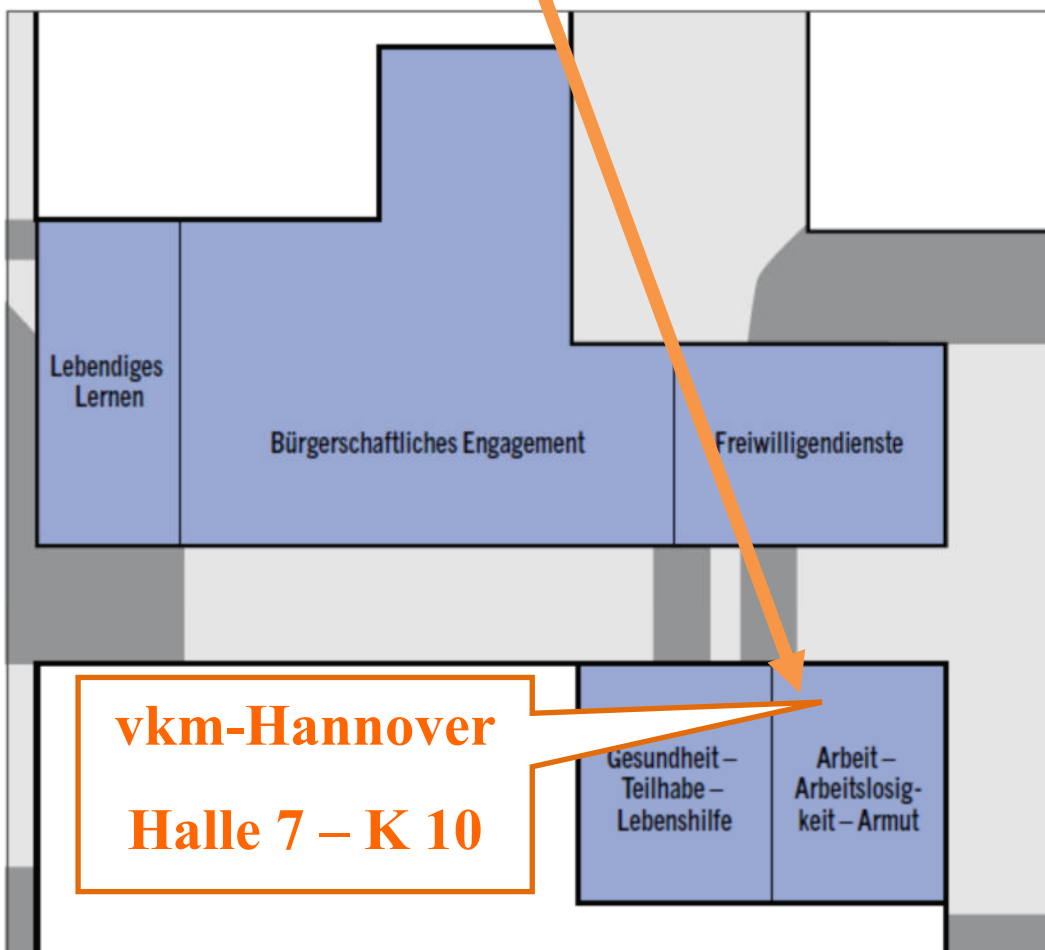 Lebendiges
Lernen
Bürgerschaftliches Engagement
Freiwilligendienste
vkm-Hannover
Halle 7 – K 10
Gesundheit –
Teilhabe –
Lebenshilfe
Arbeit –
Arbeitslosig-
keit – Armut